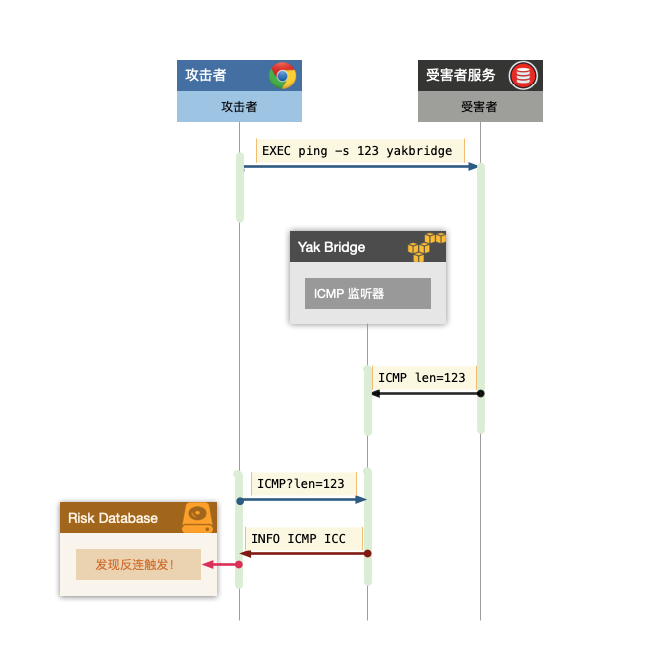 攻击者
受害者服务
攻击者
受害者
EXEC ping -s 123 yakbridge
Yak Bridge
ICMP 监听器
ICMP len=123
ICMP?len=123
Risk Database
INFO ICMP ICC
发现反连触发！